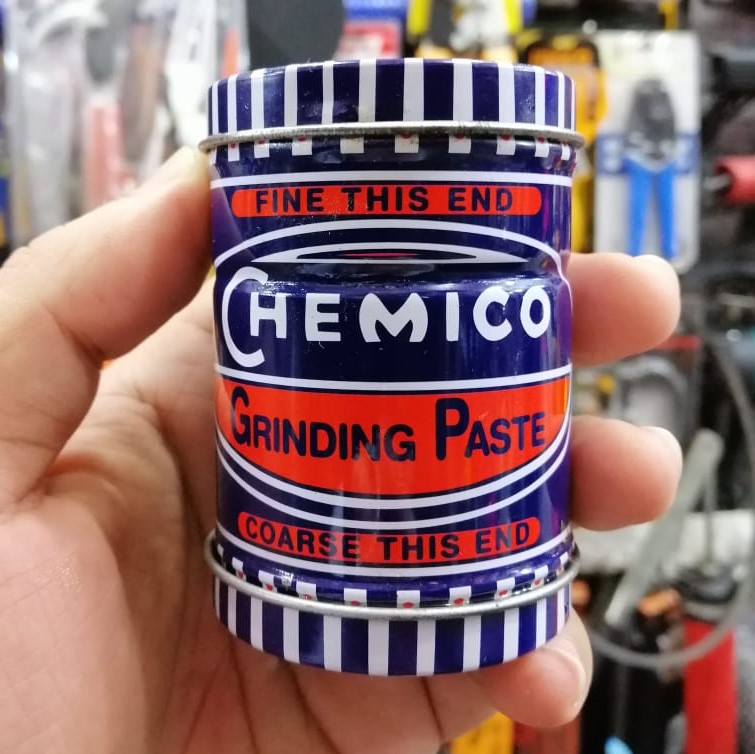 FINE THIS END
CHEMICO
GRINDING PASTE
COARSE THIS END